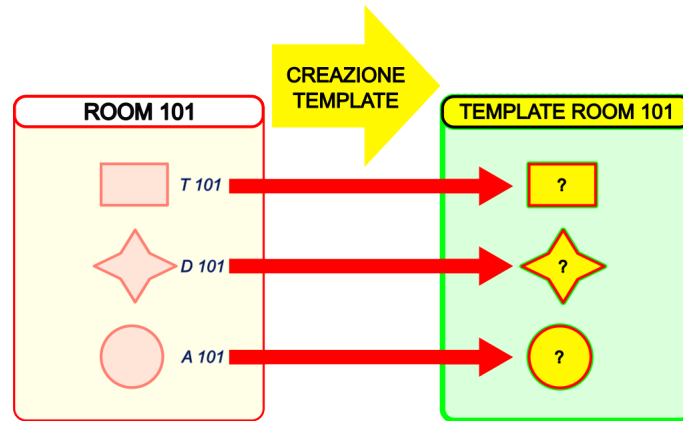 CREAZIONE
TEMPLATE
ROOM 101
TEMPLATE ROOM 101
T 101
?
D 101
?
A 101
?